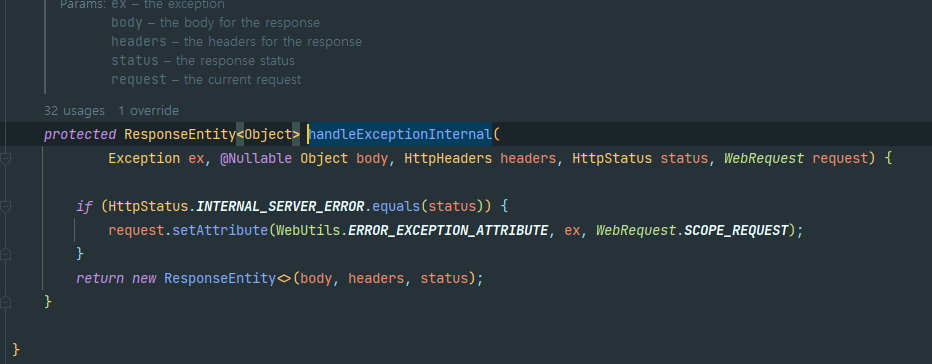 Params: ex – the exception
body – the body for the response
headers – the headers for the response
status – the response status
request – the current request
32 usages 1 override
protected ResponseEntity<Object> handleExceptionInternal(
Exception ex, @Nullable Object body, HttpHeaders headers, HttpStatus status, WebRequest request) {
if (HttpStatus.INTERNAL_SERVER_ERROR.equals(status)) {
request.setAttribute(WebUtils.ERROR_EXCEPTION_ATTRIBUTE, ex, WebRequest.SCOPE_REQUEST);
}
return new ResponseEntity<>(body, headers, status);
}
}